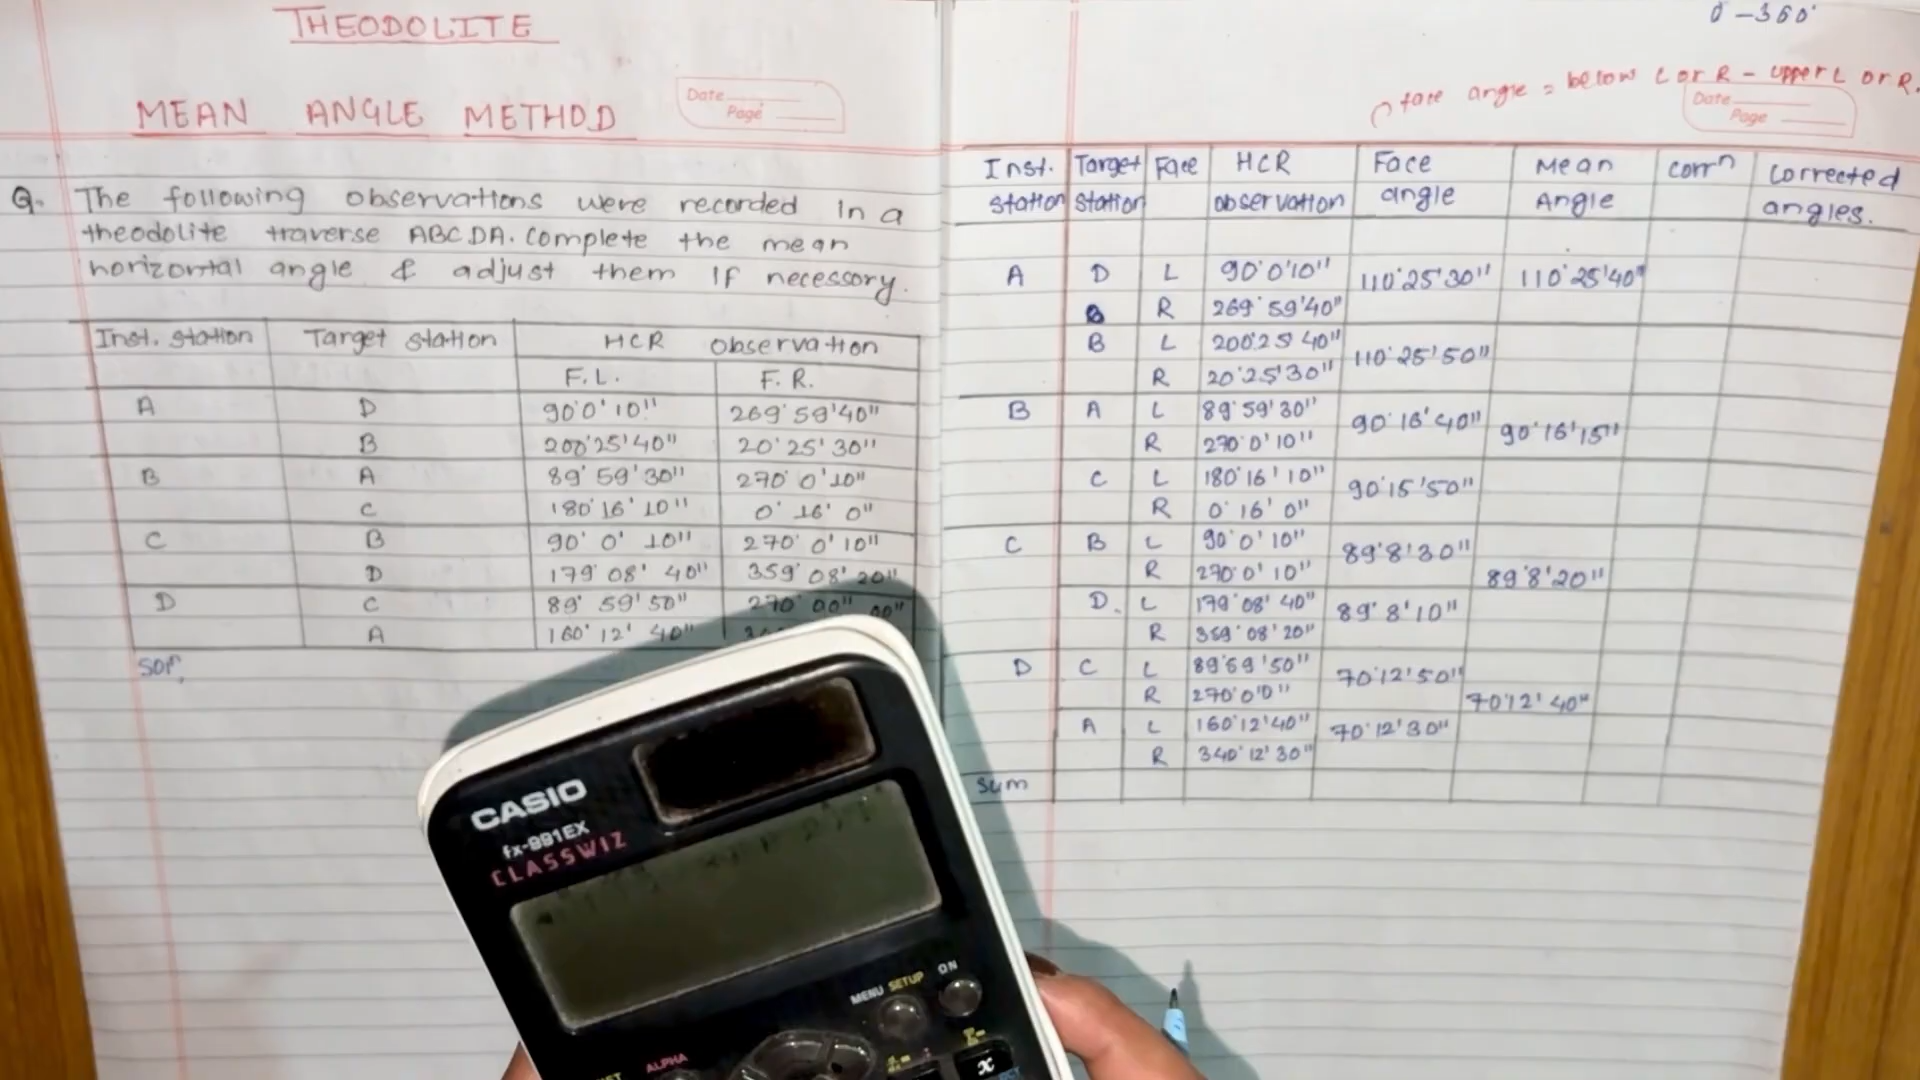 THEODOLITE
MEAN ANGLE METHOD
Date
Page
Q. The following observations were recorded in a
theodolite traverse ABCDA. Complete the mean
horizontal angle & adjust them if necessary.
Inst. station Target station HCR observation
F.L. F.R.
A D 90°0'10" 269°59'40"
B 200°25'40" 20°25'30"
B A 89°59'30" 270°0'10"
C 180°16'10" 0°16'0"
C B 90°0'10" 270°0'10"
D 179°08'40" 359°08'20"
D C 89°59'50" 270°00" 00"
A 160°12'40"
Solⁿ,
0-360°
face angle = below L or R - upper L or R.
Date
Page
Inst. station Target station Face HCR observation Face angle Mean Angle corrⁿ corrected angles.
A D L 90°0'10" 110°25'30" 110°25'40"
B R 269°59'40"
B L 200°25'40" 110°25'50"
R 20°25'30"
B A L 89°59'30" 90°16'40" 90°16'15"
R 270°0'10"
C L 180°16'10" 90°15'50"
R 0°16'0"
C B L 90°0'10" 89°8'30"
R 270°0'10" 89°8'20"
D. L 179°08'40" 89°8'10"
R 359°08'20"
D C L 89°59'50" 70°12'50"
R 270°0'0" 70°12'40"
A L 160°12'40" 70°12'30"
R 340°12'30"
sum
CASIO
fx-991EX
CLASSWIZ
MENU SETUP ON
ALPHA
x